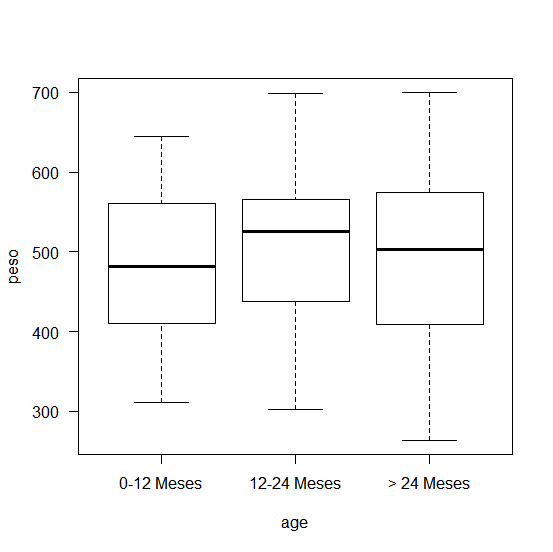 700
600
500
400
300
peso
0-12 Meses
12-24 Meses
> 24 Meses
age